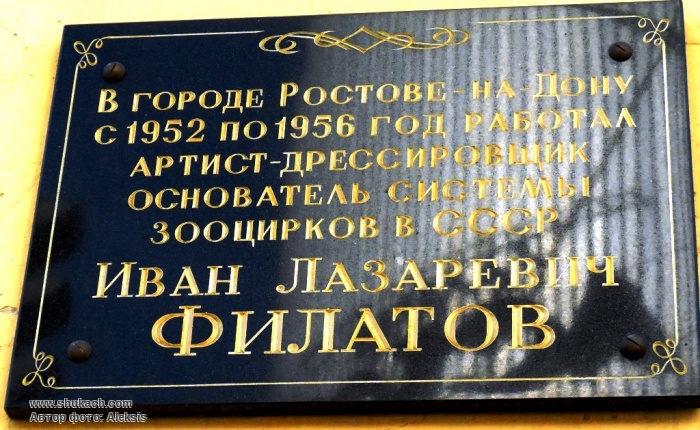 В городе Ростове-на-Дону
с 1952 по 1956 год работал
артист-дрессировщик
основатель системы
зооцирков в СССР
Иван Лазаревич
Филатов
www.shukach.com
Автор фото: Aleksis